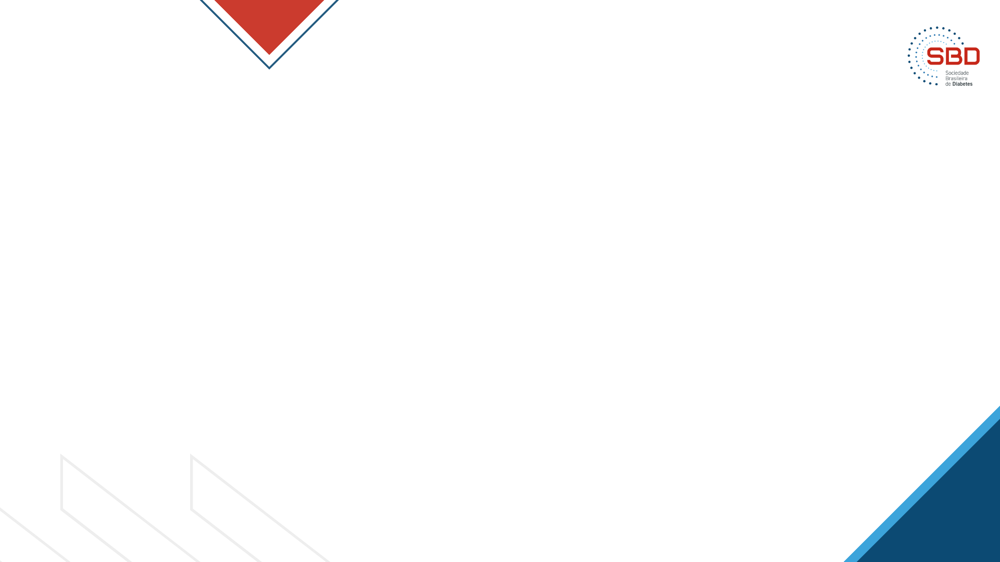 SBD
Sociedade
Brasileira
de Diabetes